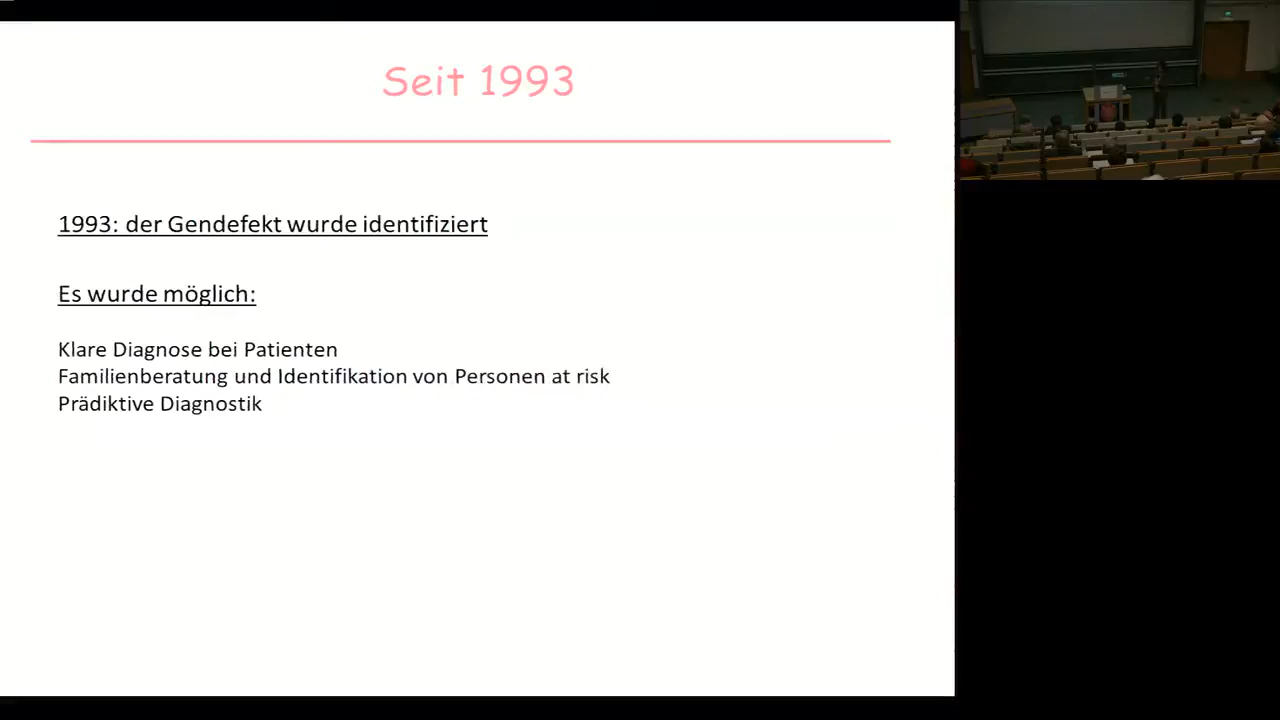 Seit 1993
1993: der Gendefekt wurde identifiziert
Es wurde möglich:
Klare Diagnose bei Patienten
Familienberatung und Identifikation von Personen at risk
Prädiktive Diagnostik